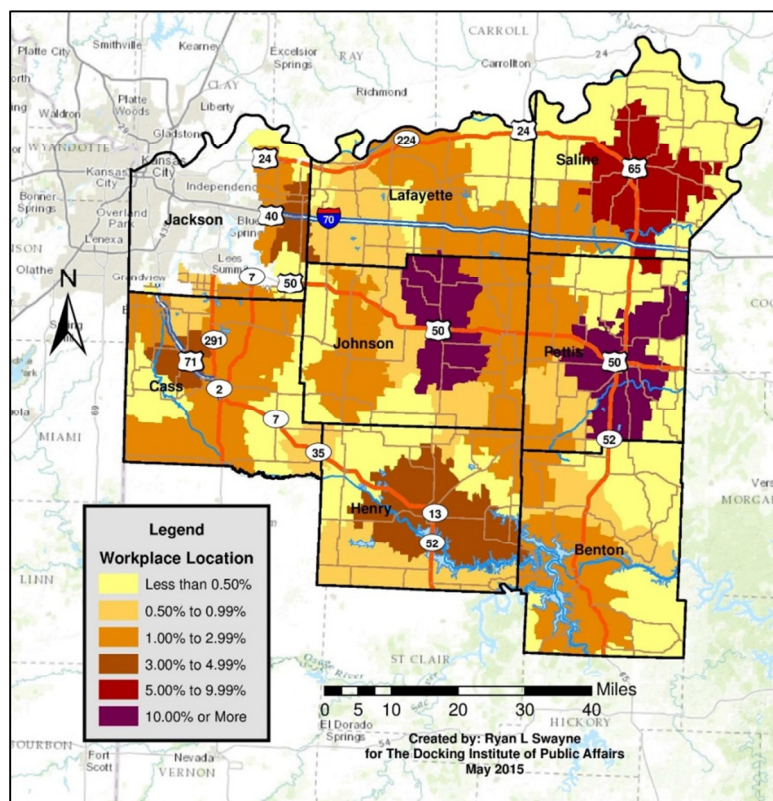 CARROLL
Platte City
Smithville
Kearney
Excelsior
Springs
RAY
Carrollton
24
CLAY
Richmond
Platte
Woods
Liberty
Waldron
Gladstone
WYANDOTTE
Kansas
City
Kansas
City
Bonner
Springs
Overland
Park
Lenexa
Olathe
Grandview
Independ
Jackson
Blue
Spring
Lees
Summit
24
224
24
Saline
65
Lafayette
40
70
7
50
N
Johnson
50
Pettis
50
291
71
Cass
2
7
35
52
MIAMI
69
Henry
13
52
Benton
MORGAN
Vers
LINN
Legend
Workplace Location
Less than 0.50%
0.50% to 0.99%
1.00% to 2.99%
3.00% to 4.99%
5.00% to 9.99%
10.00% or More
ST CLAIR
Osage River
Miles
0 5 10 20 30 40
El Dorado
Springs
HICKORY
Created by: Ryan L Swayne
for The Docking Institute of Public Affairs
May 2015
BOURBON
Fort
Scott
Nevada
VERNON
54